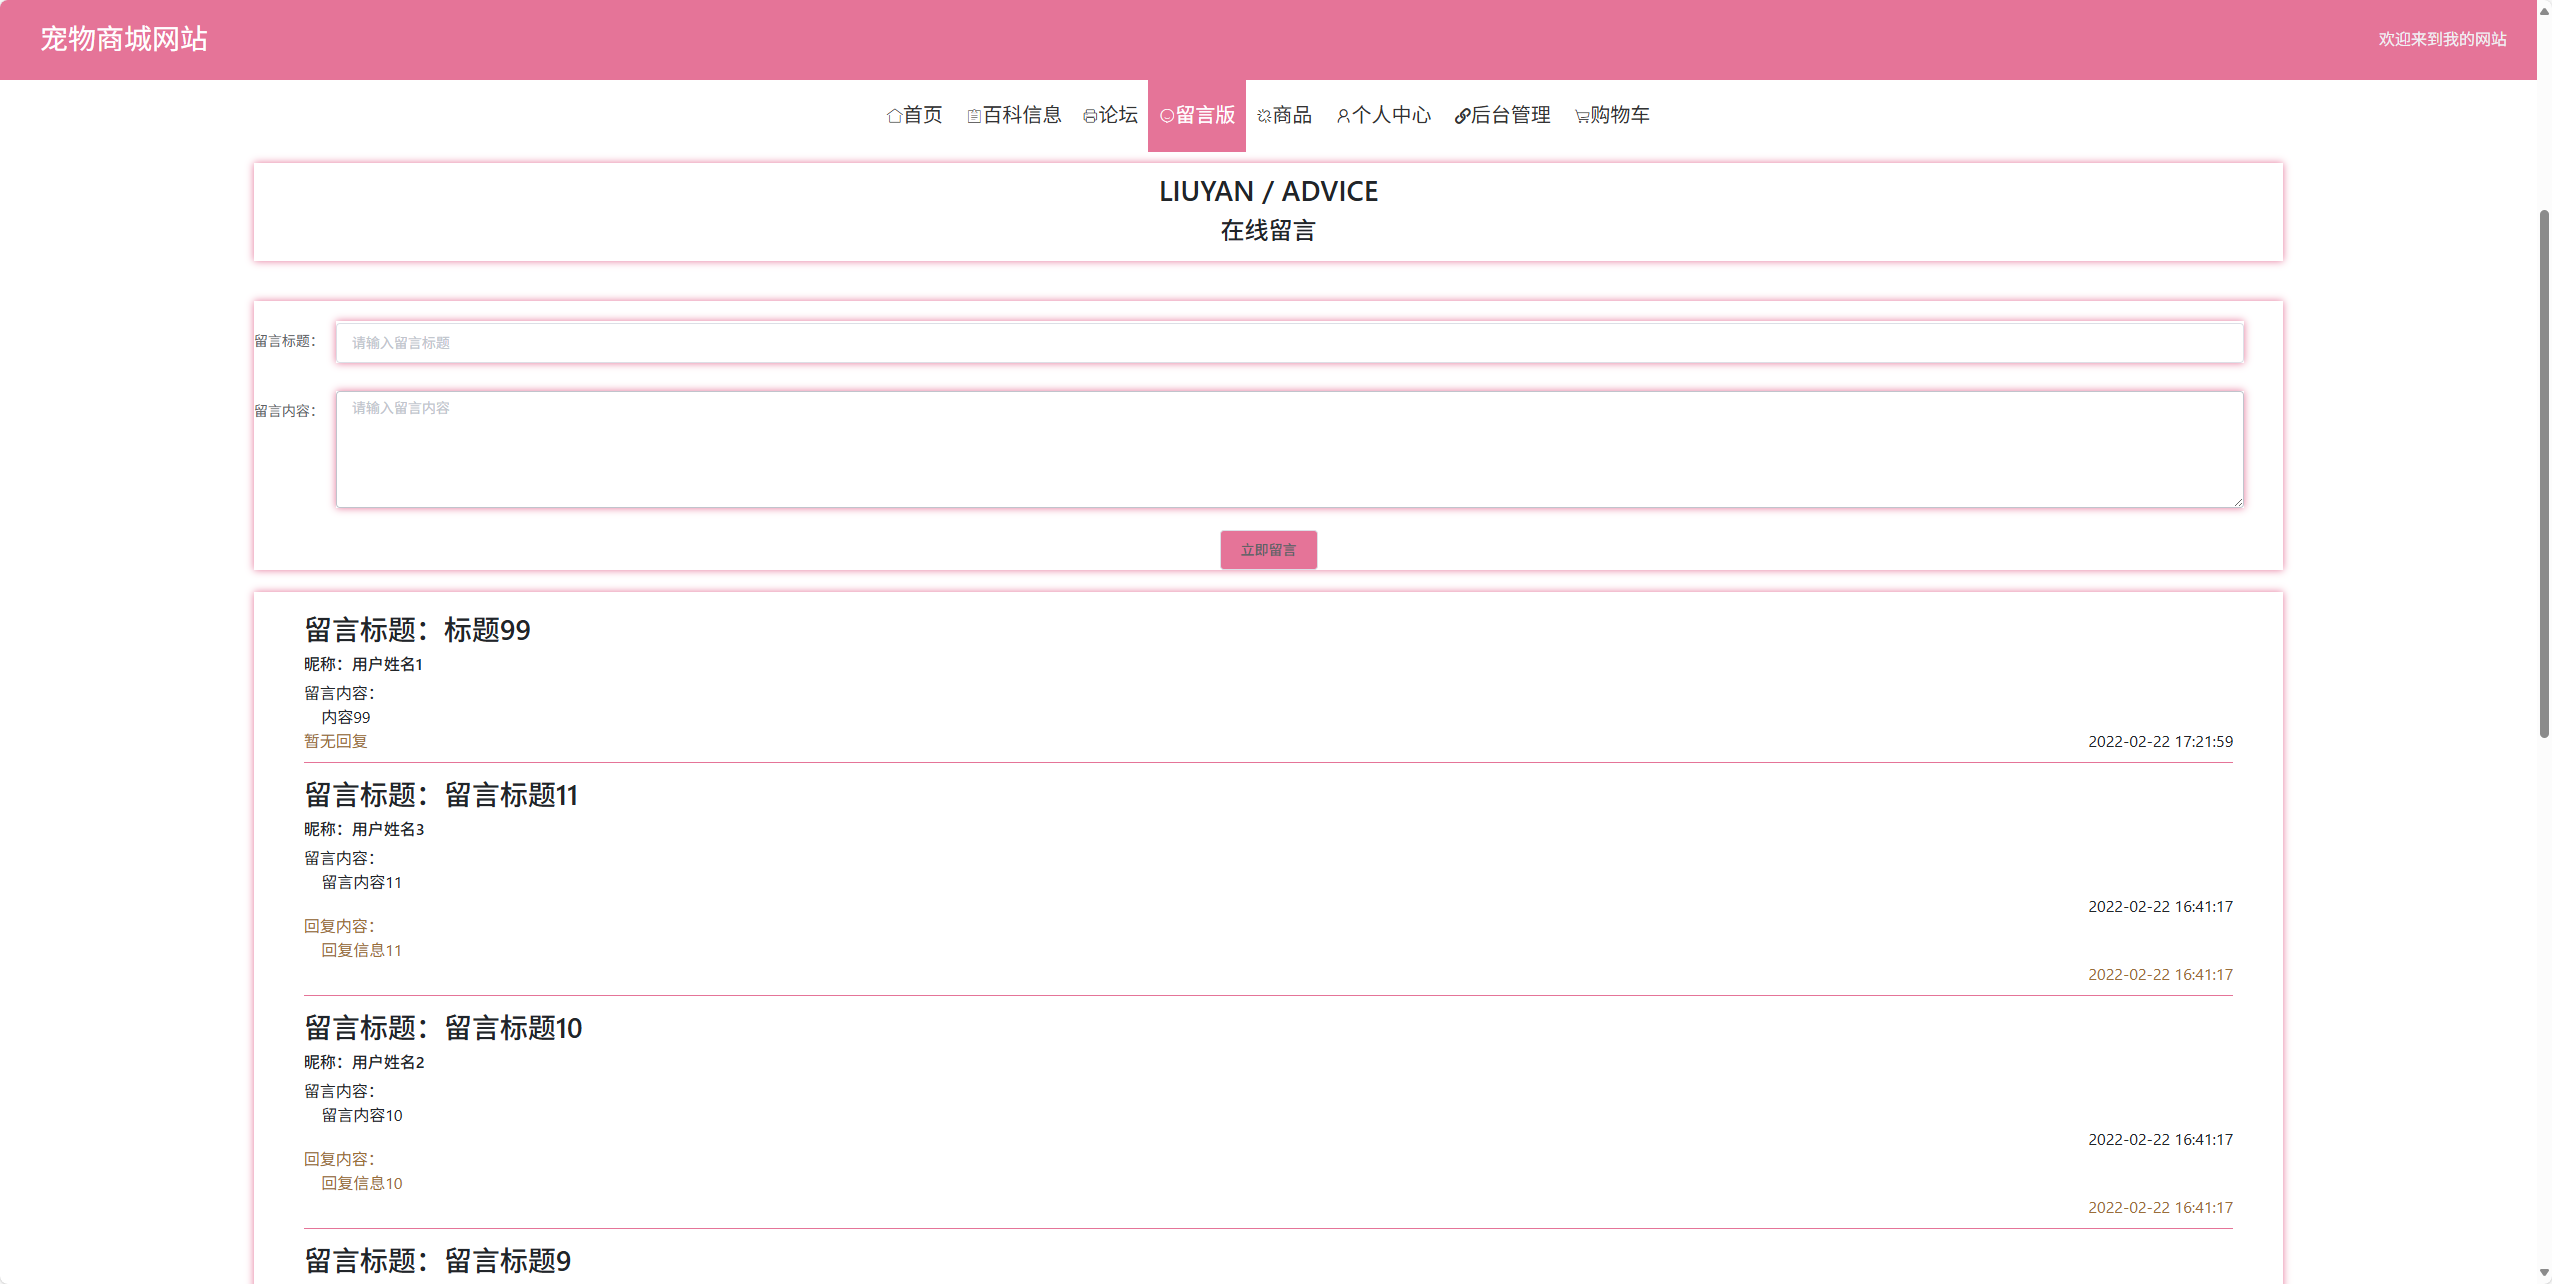 宠物商城网站
欢迎来到我的网站
首页 百科信息 论坛 留言版 商品 个人中心 后台管理 购物车
LIUYAN / ADVICE
在线留言
留言标题：
请输入留言标题
留言内容：
请输入留言内容
立即留言
留言标题：标题99
昵称：用户姓名1
留言内容：
内容99
暂无回复
2022-02-22 17:21:59
留言标题：留言标题11
昵称：用户姓名3
留言内容：
留言内容11
2022-02-22 16:41:17
回复内容：
回复信息11
2022-02-22 16:41:17
留言标题：留言标题10
昵称：用户姓名2
留言内容：
留言内容10
2022-02-22 16:41:17
回复内容：
回复信息10
2022-02-22 16:41:17
留言标题：留言标题9